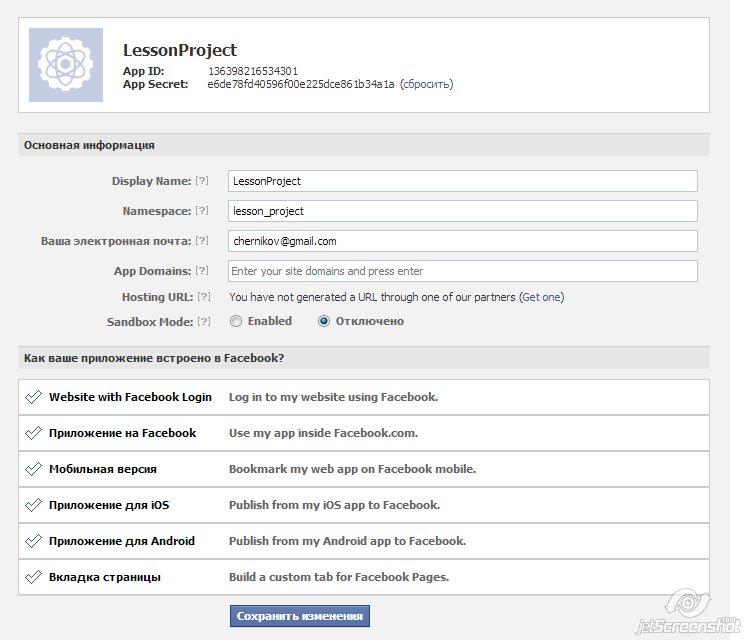 LessonProject
App ID: 136398216534301
App Secret: e6de78fd40596f00e225dce861b34a1a (сбросить)
Основная информация
Display Name: [?] LessonProject
Namespace: [?] lesson_project
Ваша электронная почта: [?] chernikov@gmail.com
App Domains: [?] Enter your site domains and press enter
Hosting URL: [?] You have not generated a URL through one of our partners (Get one)
Sandbox Mode: [?] Enabled Отключено
Как ваше приложение встроено в Facebook?
Website with Facebook Login Log in to my website using Facebook.
Приложение на Facebook Use my app inside Facebook.com.
Мобильная версия Bookmark my web app on Facebook mobile.
Приложение для iOS Publish from my iOS app to Facebook.
Приложение для Android Publish from my Android app to Facebook.
Вкладка страницы Build a custom tab for Facebook Pages.
Сохранить изменения
jetScreenshot.com